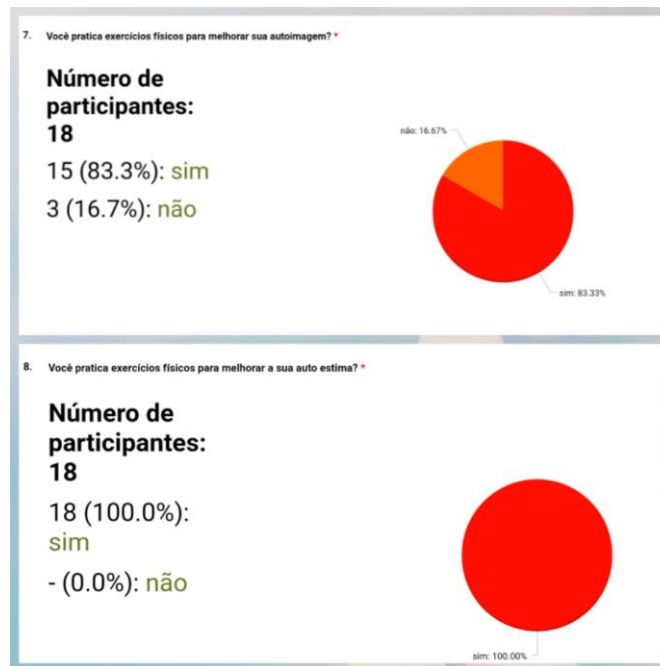 7. Você pratica exercícios físicos para melhorar sua autoimagem? *
Número de
participantes:
18
15 (83.3%): sim
3 (16.7%): não
não: 16.67%
sim: 83.33%
8. Você pratica exercícios físicos para melhorar a sua auto estima? *
Número de
participantes:
18
18 (100.0%):
sim
- (0.0%): não
sim: 100.00%